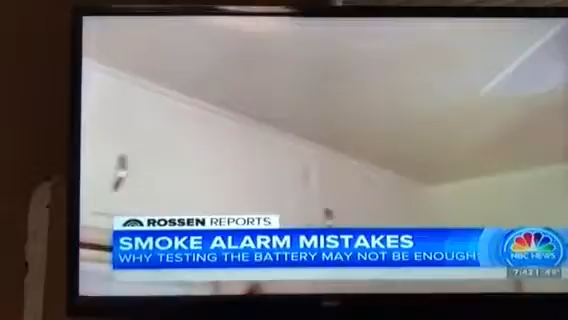 ROSSEN REPORTS
SMOKE ALARM MISTAKES
WHY TESTING THE BATTERY MAY NOT BE ENOUGH
NBC NEWS